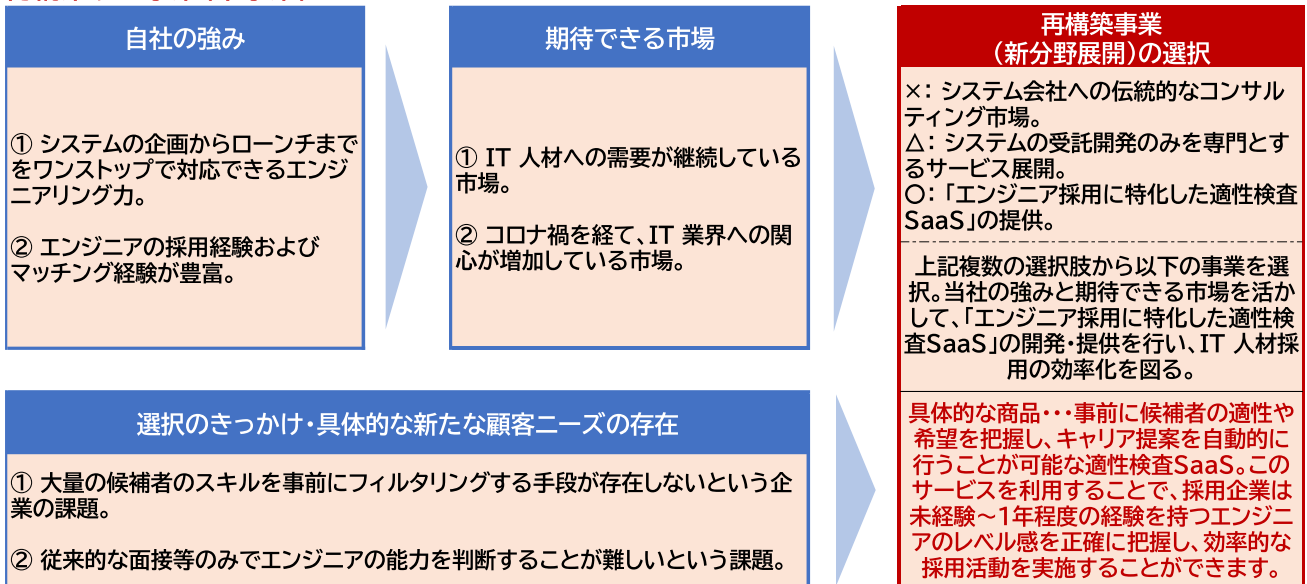 自社の強み
① システムの企画からローンチまで
をワンストップで対応できるエンジ
ニアリング力。
② エンジニアの採用経験および
マッチング経験が豊富。
期待できる市場
① IT 人材への需要が継続している
市場。
② コロナ禍を経て、IT 業界への関
心が増加している市場。
選択のきっかけ・具体的な新たな顧客ニーズの存在
① 大量の候補者のスキルを事前にフィルタリングする手段が存在しないという企
業の課題。
② 従来的な面接等のみでエンジニアの能力を判断することが難しいという課題。
再構築事業
（新分野展開）の選択
×： システム会社への伝統的なコンサル
ティング市場。
△： システムの受託開発のみを専門とす
るサービス展開。
〇： 「エンジニア採用に特化した適性検査
SaaS」の提供。
上記複数の選択肢から以下の事業を選
択。当社の強みと期待できる市場を活か
して、「エンジニア採用に特化した適性検
査SaaS」の開発・提供を行い、IT 人材採
用の効率化を図る。
具体的な商品・・・事前に候補者の適性や
希望を把握し、キャリア提案を自動的に
行うことが可能な適性検査SaaS。この
サービスを利用することで、採用企業は
未経験～1年程度の経験を持つエンジニ
アのレベル感を正確に把握し、効率的な
採用活動を実施することができます。